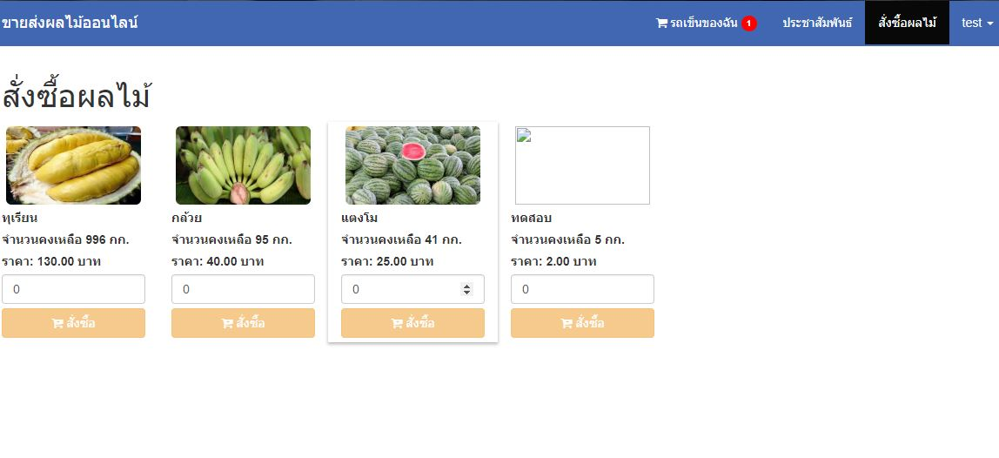 ขายส่งผลไม้ออนไลน์
รถเข็นของฉัน 1
ประชาสัมพันธ์
สั่งซื้อผลไม้
test
สั่งซื้อผลไม้
ทุเรียน
จำนวนคงเหลือ 996 กก.
ราคา: 130.00 บาท
0
สั่งซื้อ
กล้วย
จำนวนคงเหลือ 95 กก.
ราคา: 40.00 บาท
0
สั่งซื้อ
แตงโม
จำนวนคงเหลือ 41 กก.
ราคา: 25.00 บาท
0
สั่งซื้อ
ทดสอบ
จำนวนคงเหลือ 5 กก.
ราคา: 2.00 บาท
0
สั่งซื้อ